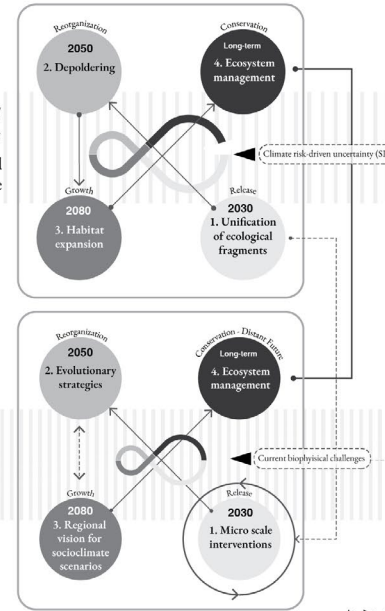 Reorganization
2050
2. Depoldering
Conservation
Long-term
4. Ecosystem
management
Climate risk-driven uncertainty
Growth
2080
3. Habitat
expansion
Release
2030
1. Unification
of ecological
fragments
Reorganization
2050
2. Evolutionary
strategies
Conservation - Distant Future
Long-term
4. Ecosystem
management
Current biophyisical challenges
Growth
2080
3. Regional
vision for
socioclimate
scenarios
Release
2030
1. Micro scale
interventions